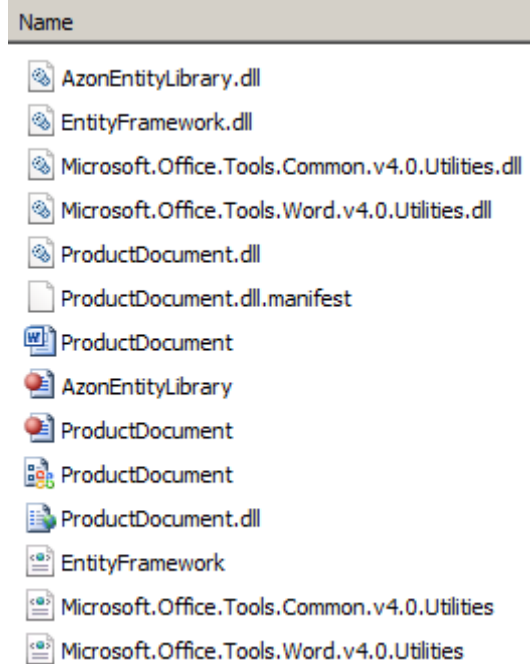 Name
AzonEntityLibrary.dll
EntityFramework.dll
Microsoft.Office.Tools.Common.v4.0.Utilities.dll
Microsoft.Office.Tools.Word.v4.0.Utilities.dll
ProductDocument.dll
ProductDocument.dll.manifest
ProductDocument
AzonEntityLibrary
ProductDocument
ProductDocument
ProductDocument.dll
EntityFramework
Microsoft.Office.Tools.Common.v4.0.Utilities
Microsoft.Office.Tools.Word.v4.0.Utilities